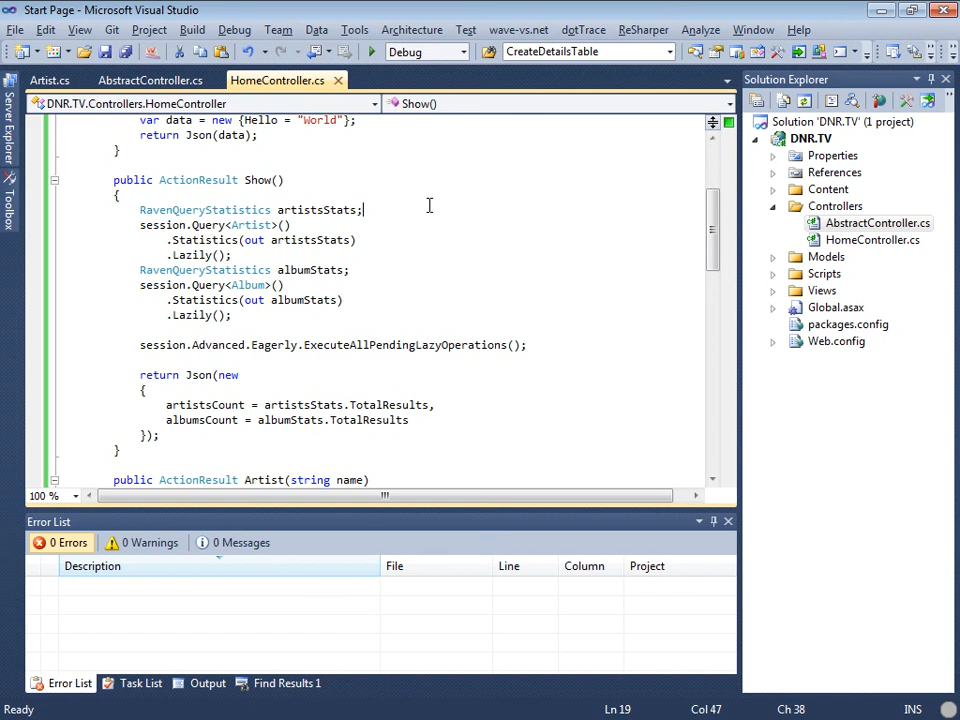 Start Page - Microsoft Visual Studio
File Edit View Git Project Build Debug Team Data Tools Architecture Test wave-vs.net dotTrace ReSharper Analyze Window Help
Debug CreateDetailsTable
Artist.cs AbstractController.cs HomeController.cs
DNR.TV.Controllers.HomeController Show()
var data = new {Hello = "World"};
return Json(data);
}
public ActionResult Show()
{
RavenQueryStatistics artistsStats;
session.Query<Artist>()
.Statistics(out artistsStats)
.Lazily();
RavenQueryStatistics albumStats;
session.Query<Album>()
.Statistics(out albumStats)
.Lazily();
session.Advanced.Eagerly.ExecuteAllPendingLazyOperations();
return Json(new
{
artistsCount = artistsStats.TotalResults,
albumsCount = albumStats.TotalResults
});
}
public ActionResult Artist(string name)
100 %
Server Explorer
Toolbox
Error List
0 Errors 0 Warnings 0 Messages
Description File Line Column Project
Error List Task List Output Find Results 1
Solution Explorer
Solution 'DNR.TV' (1 project)
DNR.TV
Properties
References
Content
Controllers
AbstractController.cs
HomeController.cs
Models
Scripts
Views
Global.asax
packages.config
Web.config
Ready Ln 19 Col 47 Ch 38 INS